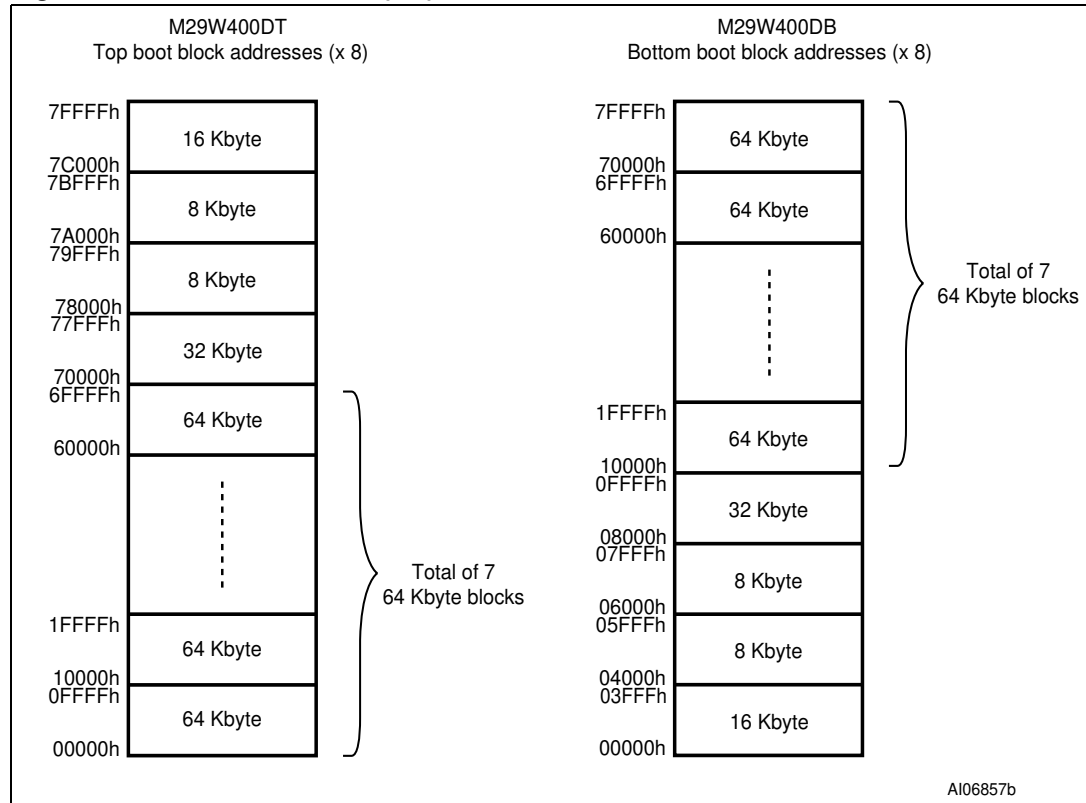 M29W400DT
Top boot block addresses (x 8)
7FFFFh
16 Kbyte
7C000h
7BFFFh
8 Kbyte
7A000h
79FFFh
8 Kbyte
78000h
77FFFh
32 Kbyte
70000h
6FFFFh
64 Kbyte
60000h
Total of 7
64 Kbyte blocks
1FFFFh
64 Kbyte
10000h
0FFFFh
64 Kbyte
00000h
M29W400DB
Bottom boot block addresses (x 8)
7FFFFh
64 Kbyte
70000h
6FFFFh
64 Kbyte
60000h
Total of 7
64 Kbyte blocks
1FFFFh
64 Kbyte
10000h
0FFFFh
32 Kbyte
08000h
07FFFh
8 Kbyte
06000h
05FFFh
8 Kbyte
04000h
03FFFh
16 Kbyte
00000h
AI06857b